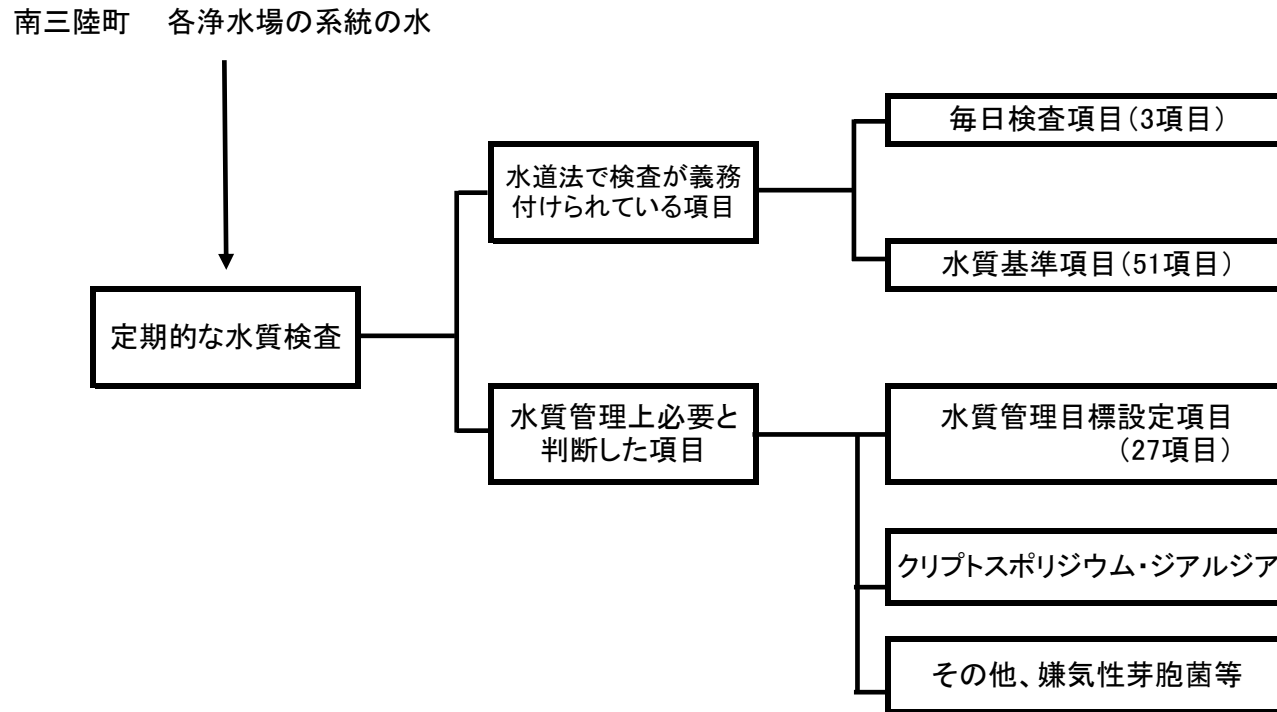 南三陸町　各浄水場の系統の水
毎日検査項目(3項目)
水道法で検査が義務
付けられている項目
水質基準項目(51項目)
定期的な水質検査
水質管理上必要と
判断した項目
水質管理目標設定項目
(27項目)
クリプトスポリジウム・ジアルジア
その他、嫌気性芽胞菌等